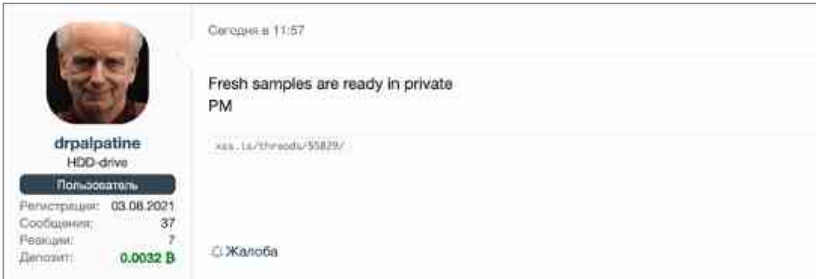 Сегодня в 11:57
Fresh samples are ready in private
PM
xss.is/threads/55829/
Жалоба
drpalpatine
HDD-drive
Пользователь
Регистрация: 03.08.2021
Сообщения: 37
Реакции: 7
Депозит: 0.0032 ₿